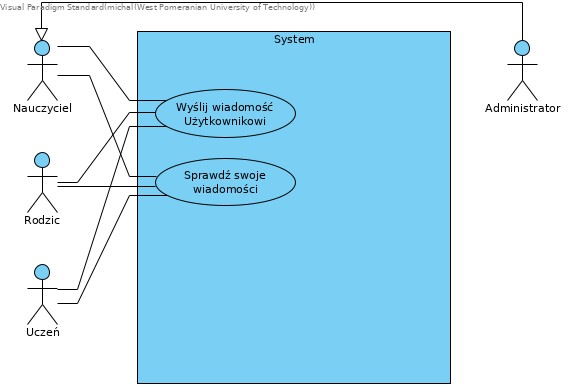 Visual Paradigm Standard(michal(West Pomeranian University of Technology))
System
Nauczyciel
Administrator
Wyślij wiadomość
Użytkownikowi
Sprawdź swoje
wiadomości
Rodzic
Uczeń